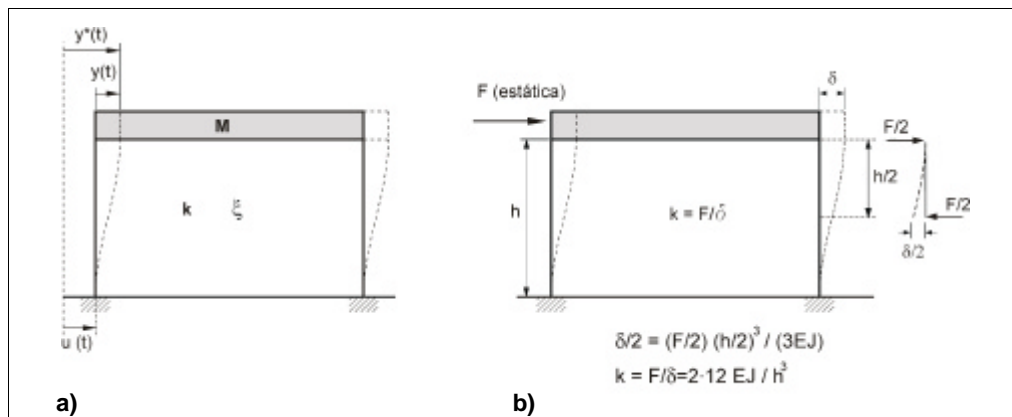 y*(t)
y(t)
M
k ξ
u (t)
a)
F (estática)
δ
F/2
h/2
h
k = F/δ
F/2
δ/2
δ/2 = (F/2) (h/2)³ / (3EJ)
k = F/δ=2·12 EJ / h³
b)